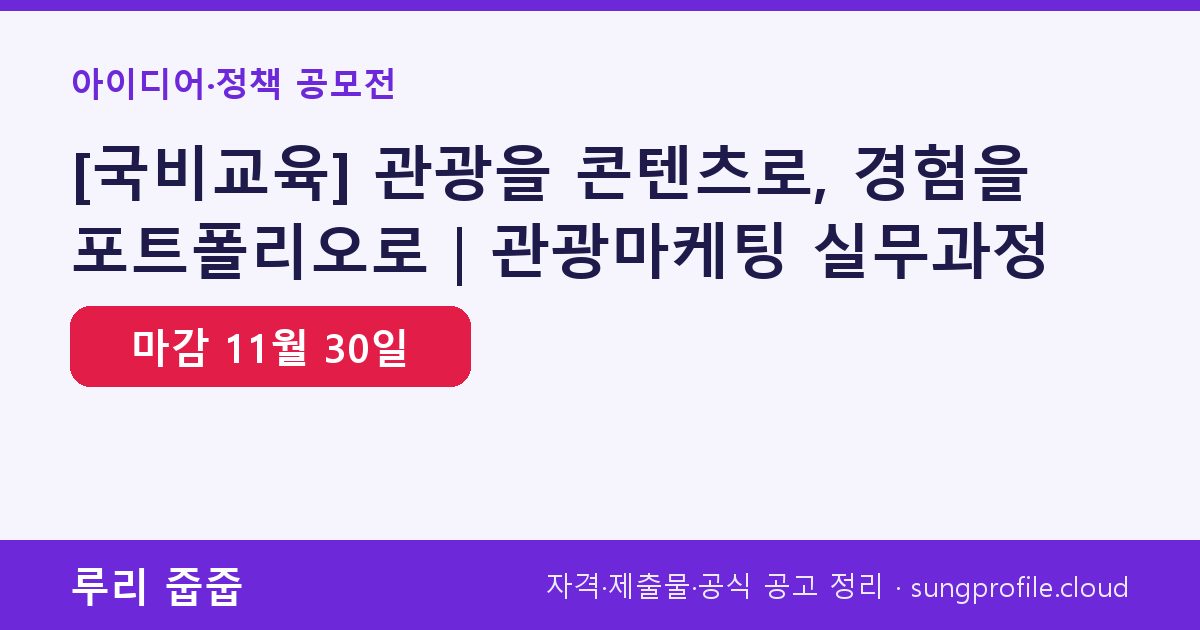 아이디어·정책 공모전
[국비교육] 관광을 콘텐츠로, 경험을
포트폴리오로 | 관광마케팅 실무과정
마감 11월 30일
루리 줍줍
자격·제출물·공식 공고 정리 · sungprofile.cloud